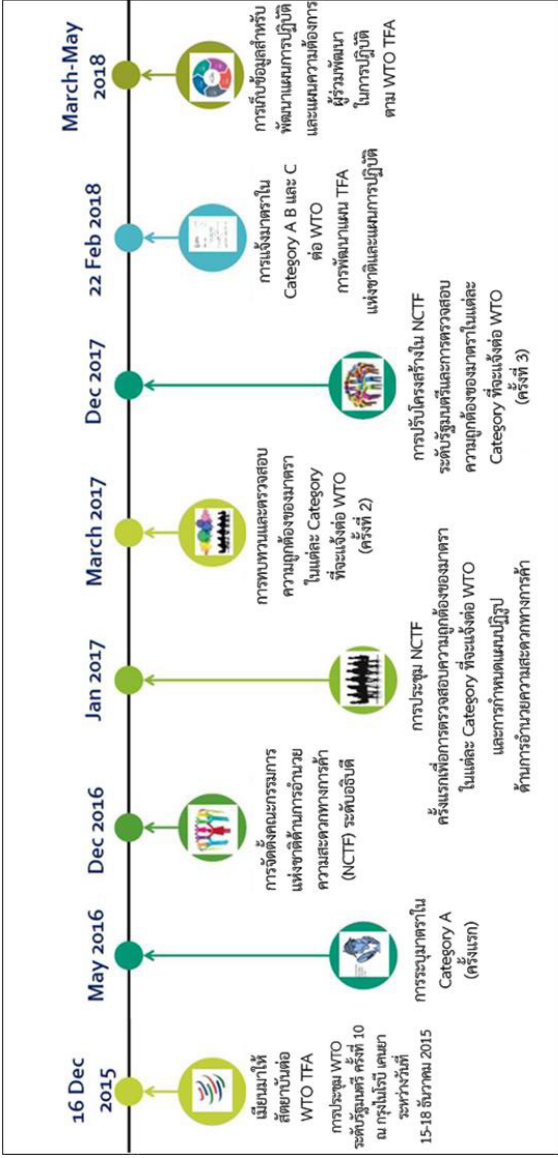 16 Dec
2015
เมียนมาให้
สัตยาบันต่อ
WTO TFA
การประชุม WTO
ระดับรัฐมนตรี ครั้งที่ 10
ณ กรุงไนโรบี เคนยา
ระหว่างวันที่
15-18 ธันวาคม 2015
May 2016
การระบุมาตราใน
Category A
(ครั้งแรก)
Dec 2016
การจัดตั้งคณะกรรมการ
แห่งชาติด้านการอำนวย
ความสะดวกทางการค้า
(NCTF) ระดับอธิบดี
Jan 2017
การประชุม NCTF
ครั้งแรกเพื่อการตรวจสอบความถูกต้องของมาตรา
ในแต่ละ Category ที่จะแจ้งต่อ WTO
และการกำหนดแผนปฏิรูป
ด้านการอำนวยความสะดวกทางการค้า
March 2017
การทบทวนและตรวจสอบ
ความถูกต้องของมาตรา
ในแต่ละ Category
ที่จะแจ้งต่อ WTO
(ครั้งที่ 2)
Dec 2017
การปรับโครงสร้างใน NCTF
ระดับรัฐมนตรีและการตรวจสอบ
ความถูกต้องของมาตราในแต่ละ
Category ที่จะแจ้งต่อ WTO
(ครั้งที่ 3)
22 Feb 2018
การแจ้งมาตราใน
Category A B และ C
ต่อ WTO
การพัฒนาแผน TFA
แห่งชาติและแผนการปฏิบัติ
March-May
2018
การเก็บข้อมูลสำหรับ
พัฒนาแผนการปฏิบัติ
และแผนความต้องการ
ผู้ร่วมพัฒนา
ในการปฏิบัติ
ตาม WTO TFA